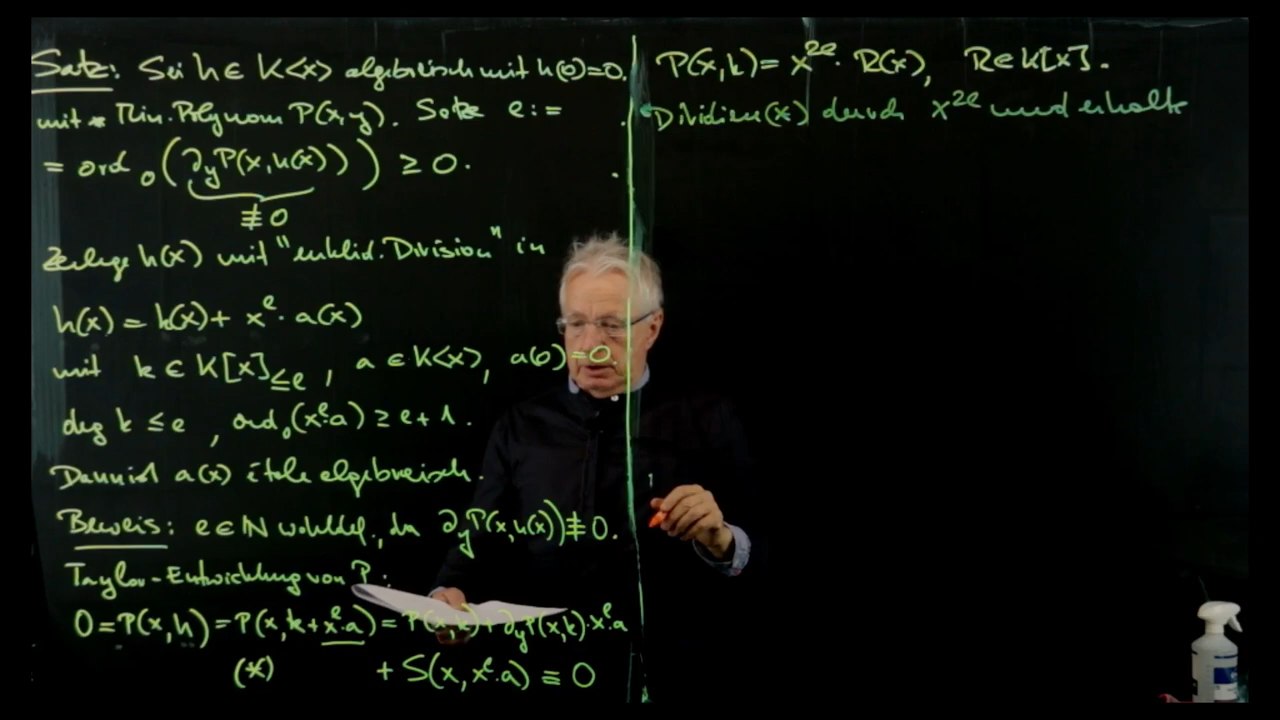 Satz: Sei h ∈ K<x> algebraisch mit h(0)=0,
mit Min.Polynom P(x,y). Setze e :=
= ord₀(∂yP(x,h(x))) ≥ 0.
≢ 0
Zerlege h(x) mit "euklid. Division" in
h(x) = k(x) + x^e · a(x)
mit k ∈ K[x]≤e, a ∈ K<x>, a(0)=0.
deg k ≤ e, ord₀(x^e·a) ≥ e+1.
Dann ist a(x) étale algebraisch.
Beweis: e ∈ ℕ wohldef., da ∂yP(x,h(x)) ≢ 0.
Taylor-Entwicklung von P:
0 = P(x,h) = P(x,k+x^e·a) = P(x,k) + ∂yP(x,k)·x^e·a
(*) + S(x,x^e·a) ≡ 0
P(x,k) = x^2e · R(x), R ∈ K[x].
Dividiere (*) durch x^2e und erhalte